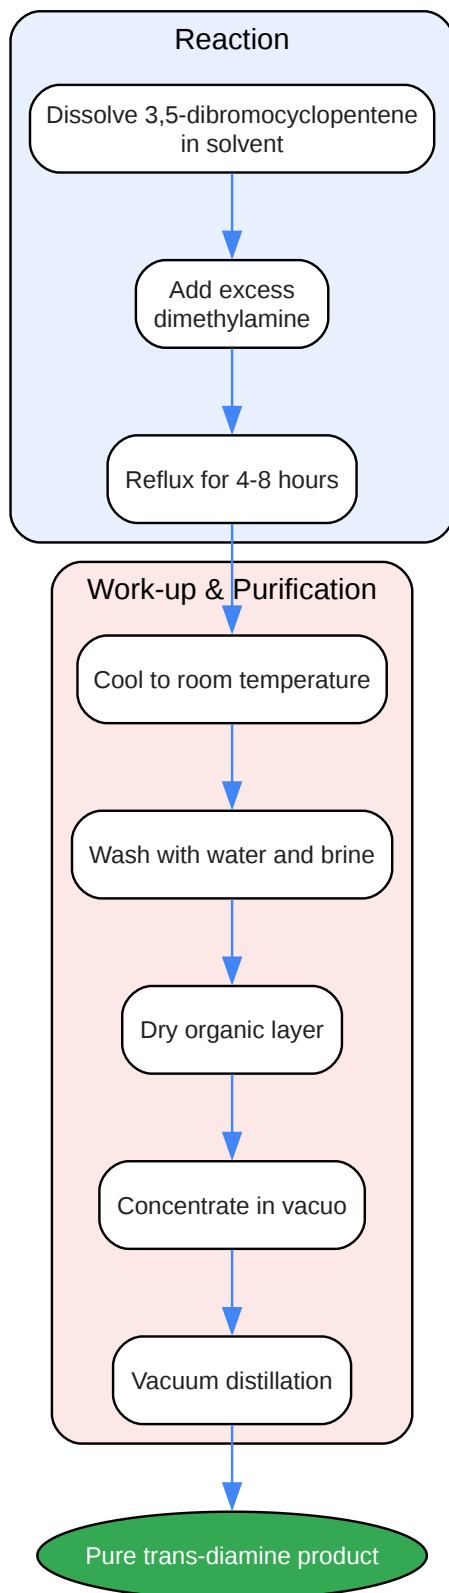 Reaction
Dissolve 3,5-dibromocyclopentene
in solvent
Add excess
dimethylamine
Reflux for 4-8 hours
Work-up & Purification
Cool to room temperature
Wash with water and brine
Dry organic layer
Concentrate in vacuo
Vacuum distillation
Pure trans-diamine product